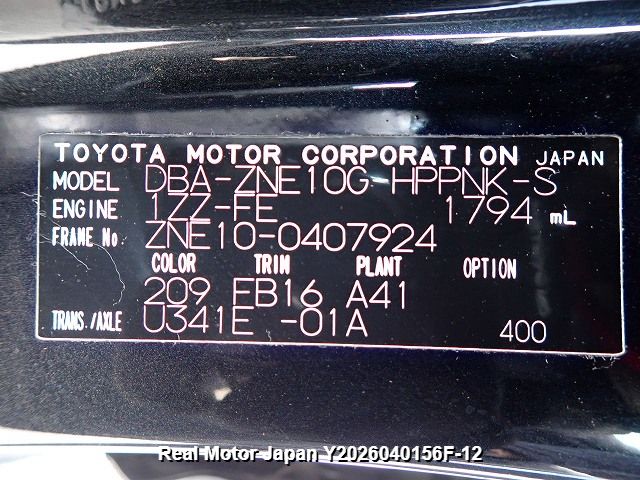 TOYOTA MOTOR CORPORATION JAPAN
MODEL DBA-ZNE10G-HPPNK-S
ENGINE 1ZZ-FE 1794 mL
FRAME No ZNE10-0407924
COLOR TRIM PLANT OPTION
209 FB16 A41
TRANS./AXLE U341E -01A 400
Real Motor Japan Y2026040156F-12